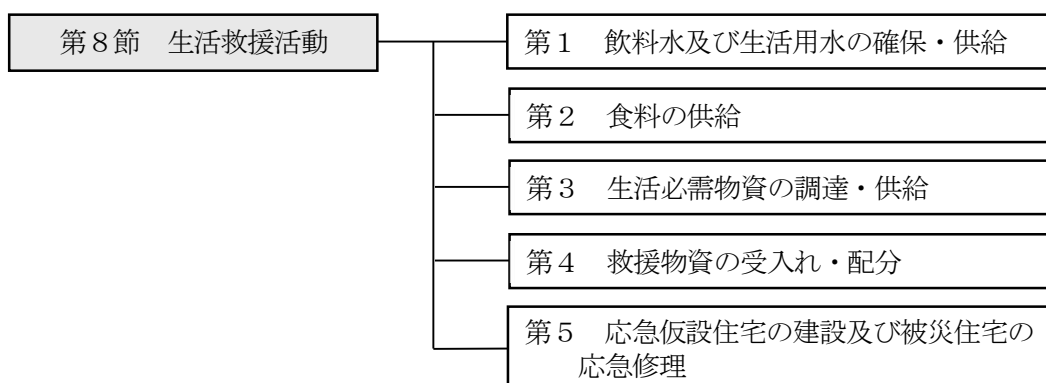 第８節　生活救援活動
第１　飲料水及び生活用水の確保・供給
第２　食料の供給
第３　生活必需物資の調達・供給
第４　救援物資の受入れ・配分
第５　応急仮設住宅の建設及び被災住宅の
応急修理